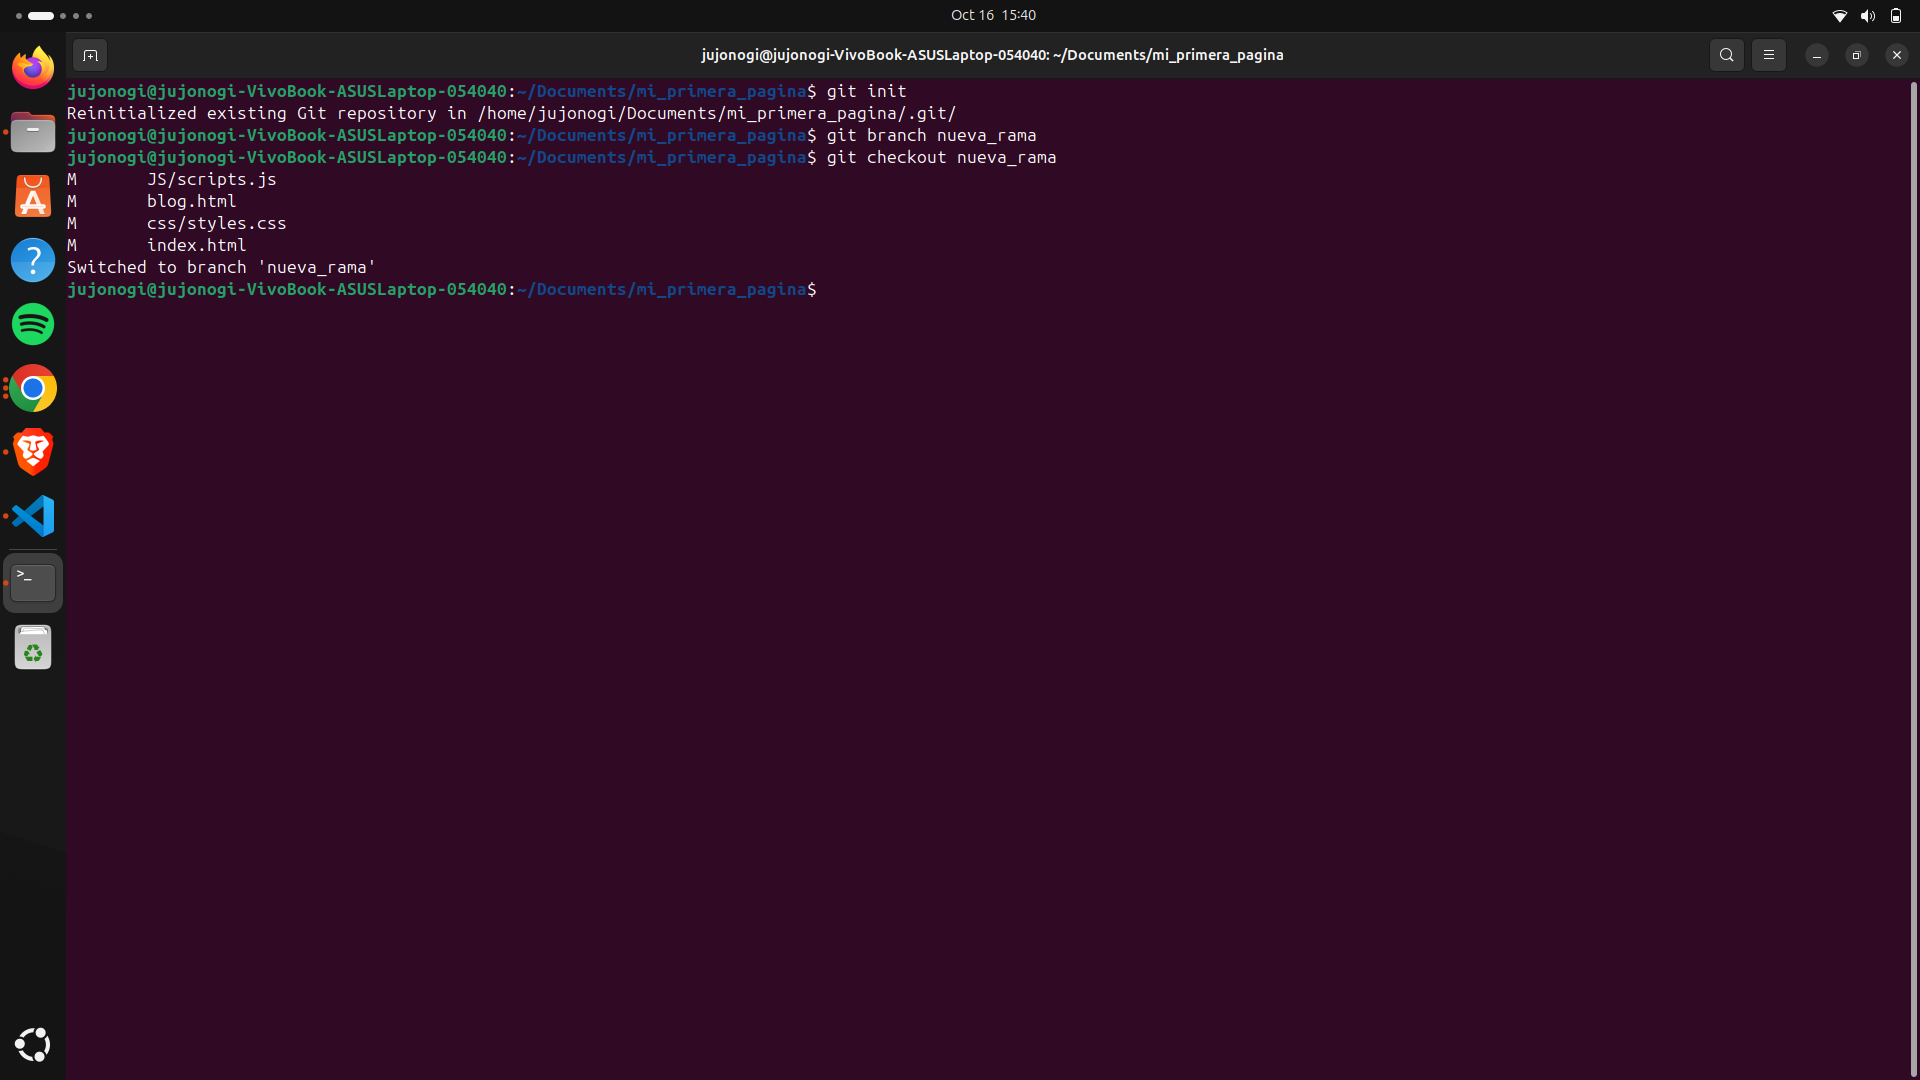 Oct 16 15:40
jujonogi@jujonogi-VivoBook-ASUSLaptop-054040: ~/Documents/mi_primera_pagina
jujonogi@jujonogi-VivoBook-ASUSLaptop-054040:~/Documents/mi_primera_pagina$ git init
Reinitialized existing Git repository in /home/jujonogi/Documents/mi_primera_pagina/.git/
jujonogi@jujonogi-VivoBook-ASUSLaptop-054040:~/Documents/mi_primera_pagina$ git branch nueva_rama
jujonogi@jujonogi-VivoBook-ASUSLaptop-054040:~/Documents/mi_primera_pagina$ git checkout nueva_rama
M       JS/scripts.js
M       blog.html
M       css/styles.css
M       index.html
Switched to branch 'nueva_rama'
jujonogi@jujonogi-VivoBook-ASUSLaptop-054040:~/Documents/mi_primera_pagina$